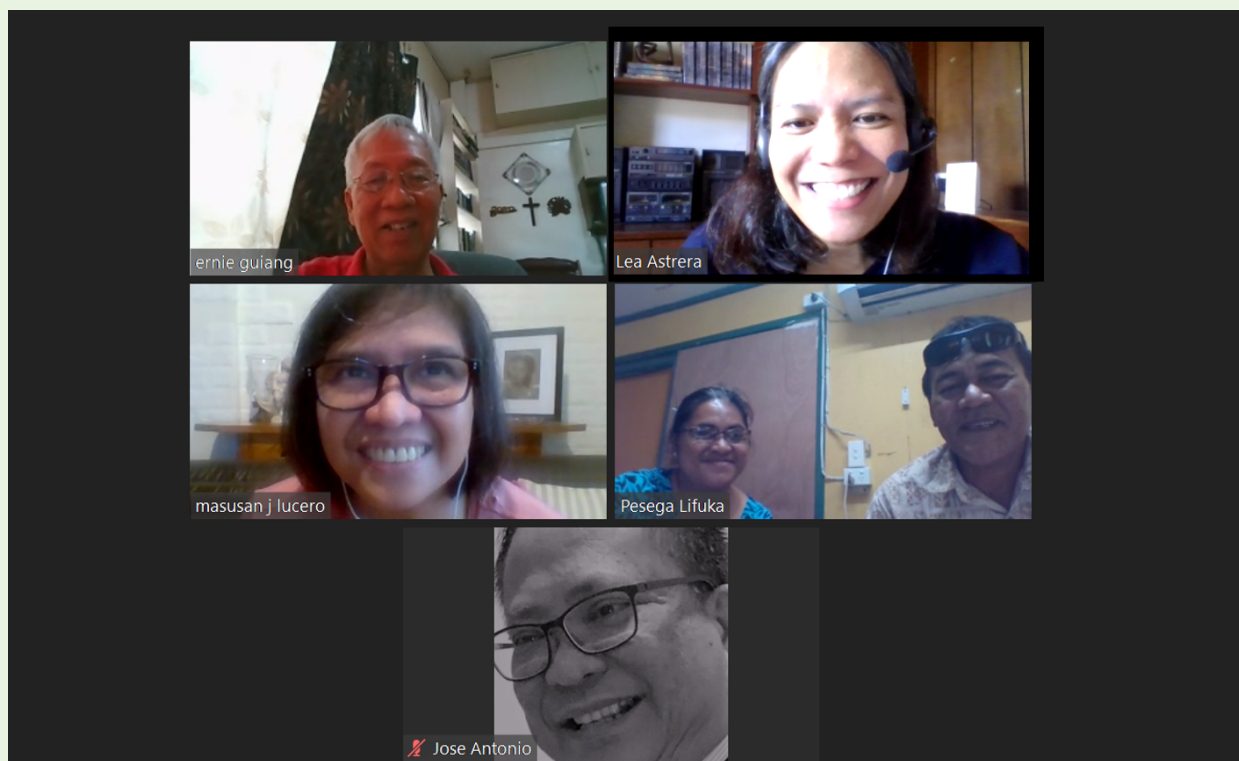 ernie guiang
Lea Astrera
masusan j lucero
Pesega Lifuka
Jose Antonio